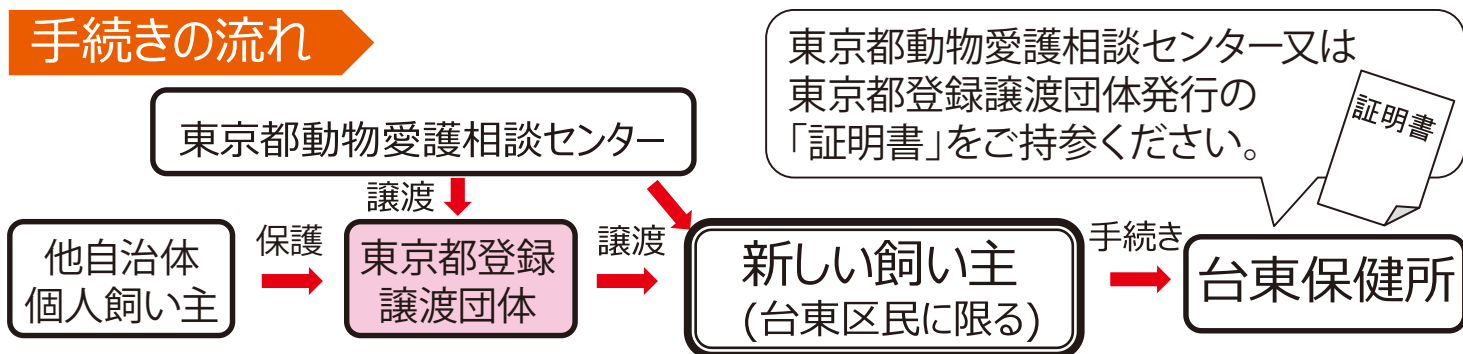 手続きの流れ
東京都動物愛護相談センター又は
東京都登録譲渡団体発行の
「証明書」をご持参ください。
証明書
東京都動物愛護相談センター
譲渡
他自治体
個人飼い主
保護
東京都登録
譲渡団体
譲渡
新しい飼い主
(台東区民に限る)
手続き
台東保健所